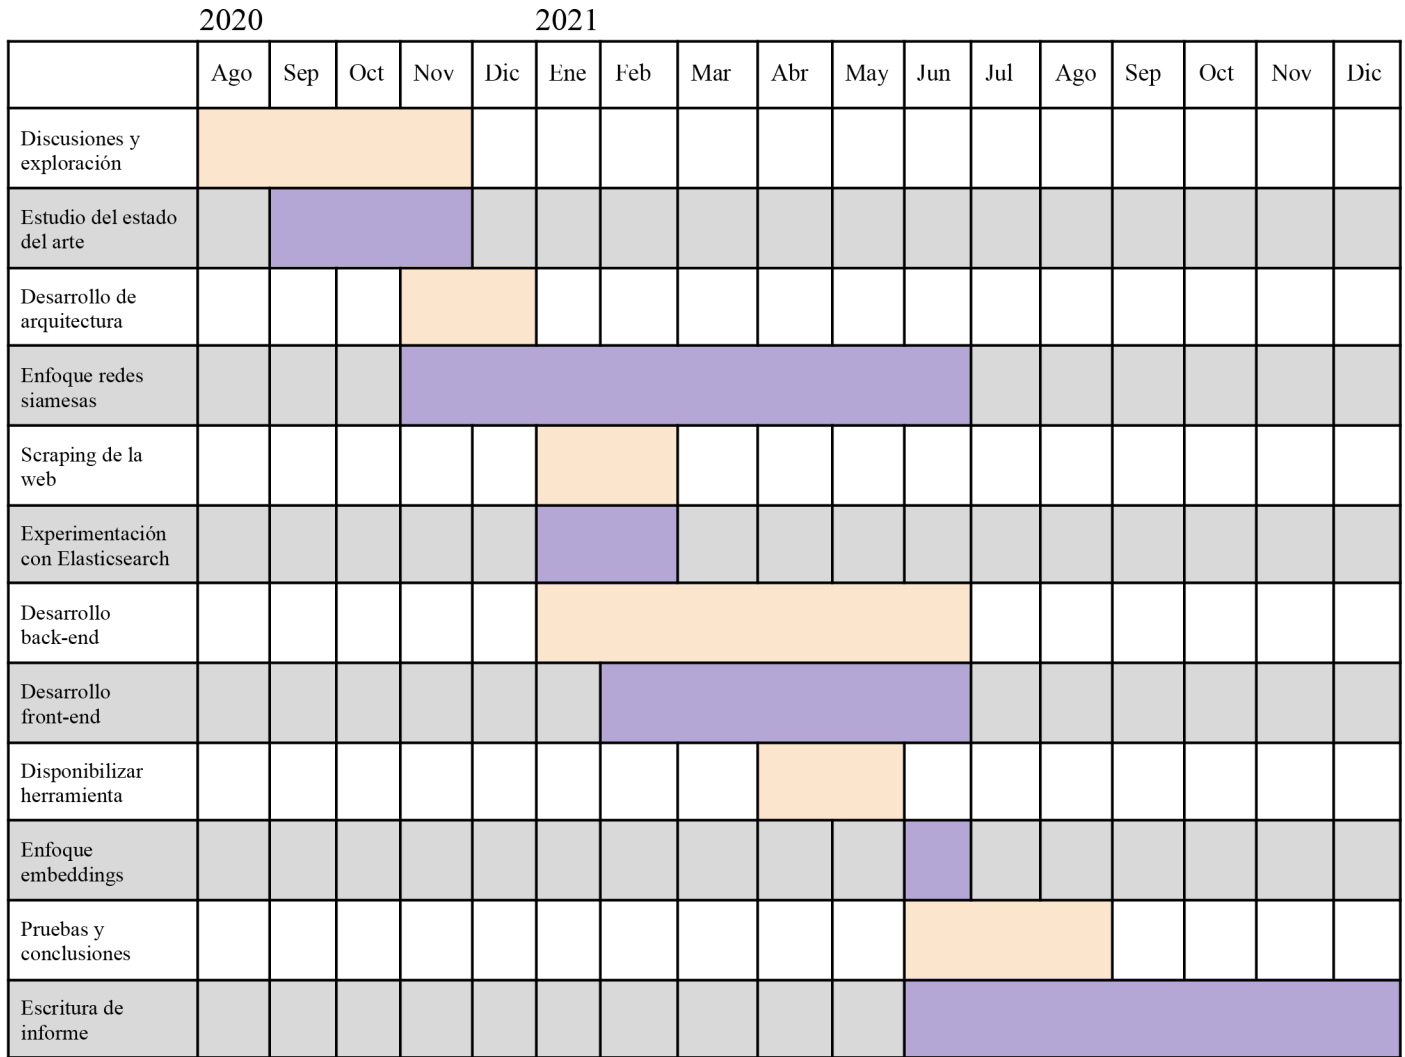 2020 2021
Ago Sep Oct Nov Dic Ene Feb Mar Abr May Jun Jul Ago Sep Oct Nov Dic
Discusiones y
exploración
Estudio del estado
del arte
Desarrollo de
arquitectura
Enfoque redes
siamesas
Scraping de la
web
Experimentación
con Elasticsearch
Desarrollo
back-end
Desarrollo
front-end
Disponibilizar
herramienta
Enfoque
embeddings
Pruebas y
conclusiones
Escritura de
informe